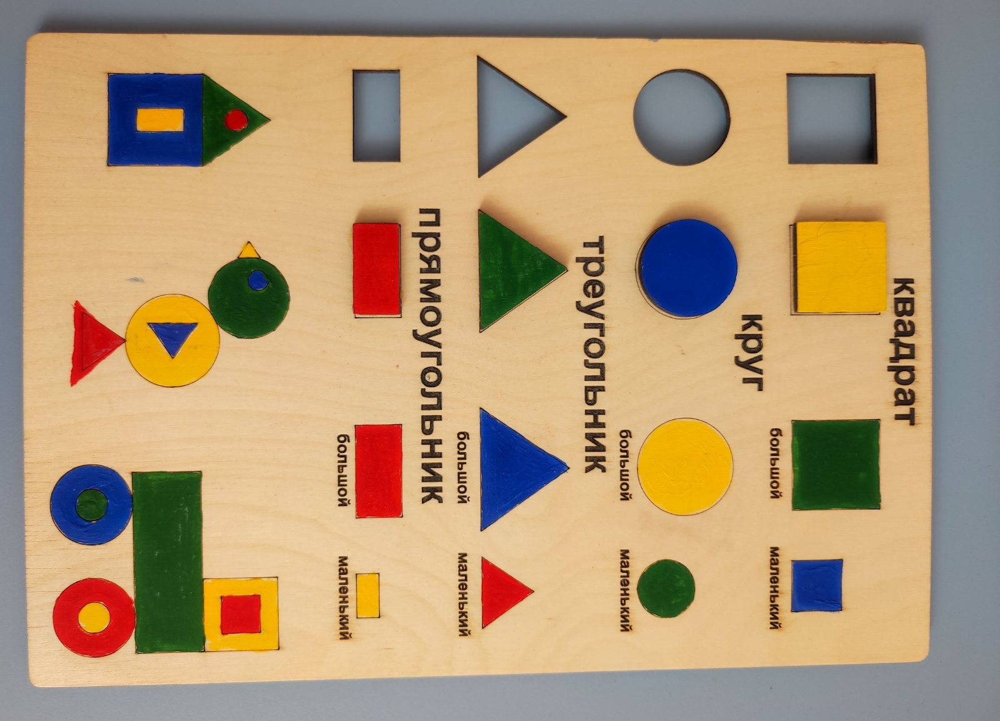 квадрат
большой маленький
круг
большой маленький
треугольник
большой маленький
прямоугольник
большой маленький